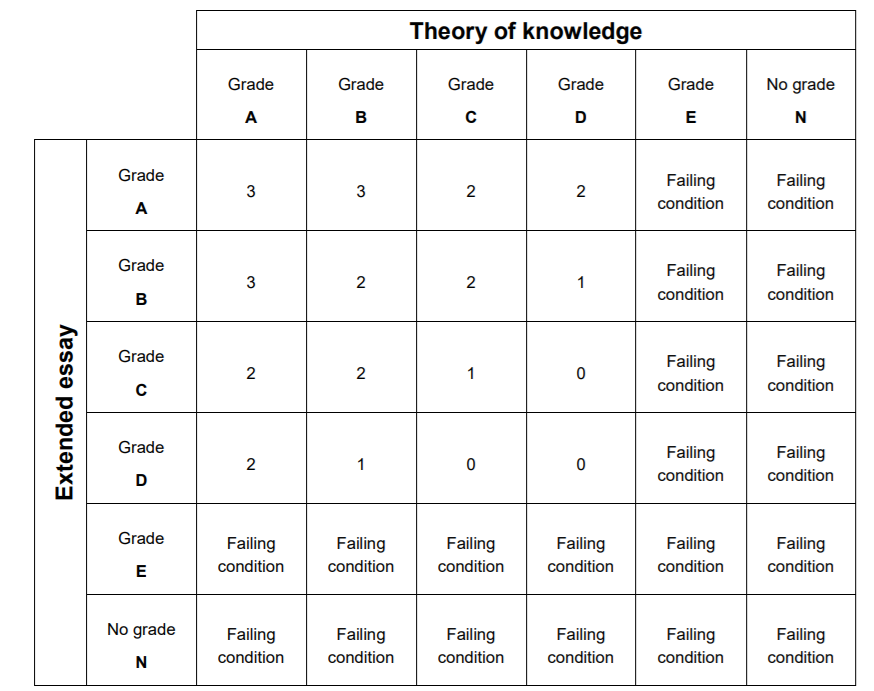 Theory of knowledge
Grade Grade Grade Grade Grade No grade
A B C D E N
Extended essay
Grade
A
3 3 2 2 Failing condition Failing condition
Grade
B
3 2 2 1 Failing condition Failing condition
Grade
C
2 2 1 0 Failing condition Failing condition
Grade
D
2 1 0 0 Failing condition Failing condition
Grade
E
Failing condition Failing condition Failing condition Failing condition Failing condition Failing condition
No grade
N
Failing condition Failing condition Failing condition Failing condition Failing condition Failing condition